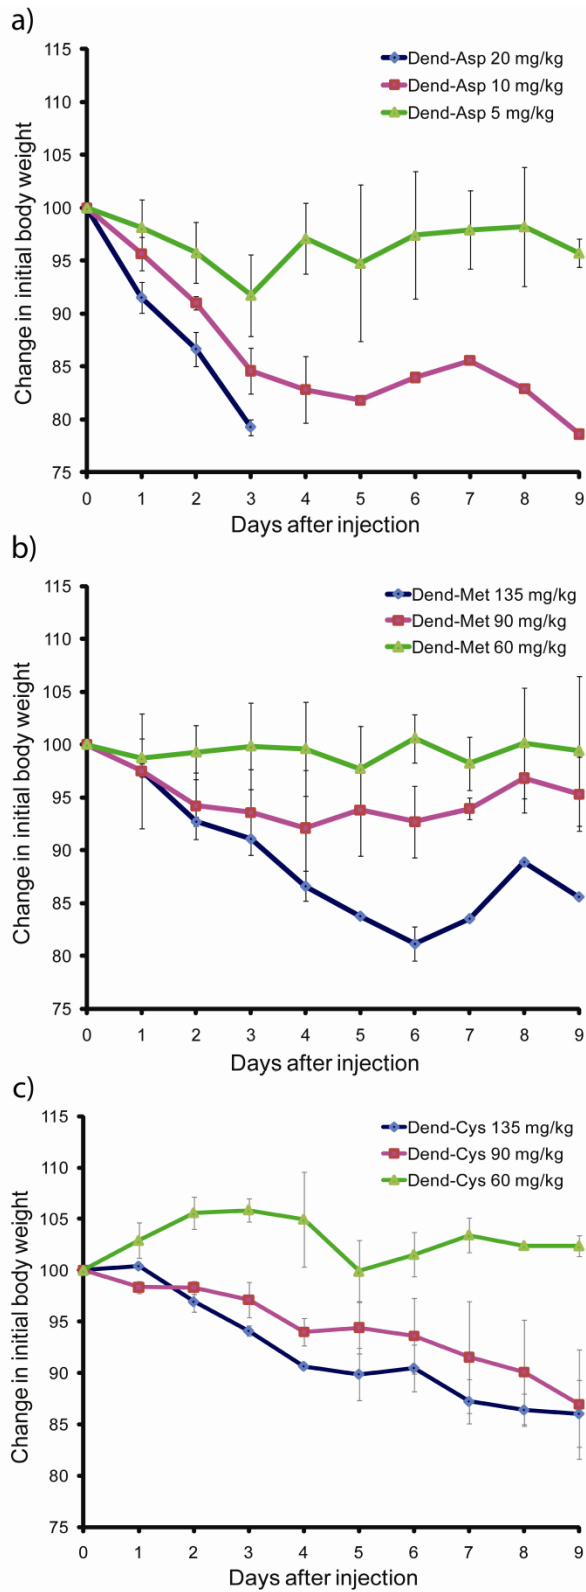 a)
115
Dend-Asp 20 mg/kg
110
Dend-Asp 10 mg/kg
105
Dend-Asp 5 mg/kg
100
95
90
85
80
75
Change in initial body weight
0 1 2 3 4 5 6 7 8 9
Days after injection
b)
115
Dend-Met 135 mg/kg
110
Dend-Met 90 mg/kg
105
Dend-Met 60 mg/kg
100
95
90
85
80
75
Change in initial body weight
0 1 2 3 4 5 6 7 8 9
Days after injection
c)
115
Dend-Cys 135 mg/kg
110
Dend-Cys 90 mg/kg
105
Dend-Cys 60 mg/kg
100
95
90
85
80
75
Change in initial body weight
0 1 2 3 4 5 6 7 8 9
Days after injection